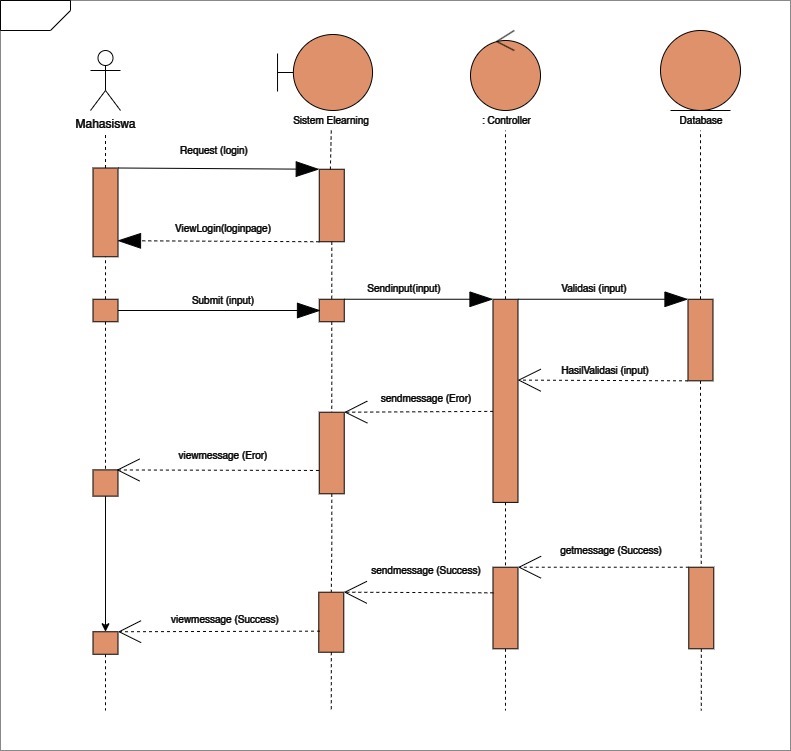 Mahasiswa
Sistem Elearning
: Controller
Database
Request (login)
ViewLogin(loginpage)
Submit (input)
Sendinput(input)
Validasi (input)
HasilValidasi (input)
sendmessage (Eror)
viewmessage (Eror)
getmessage (Success)
sendmessage (Success)
viewmessage (Success)